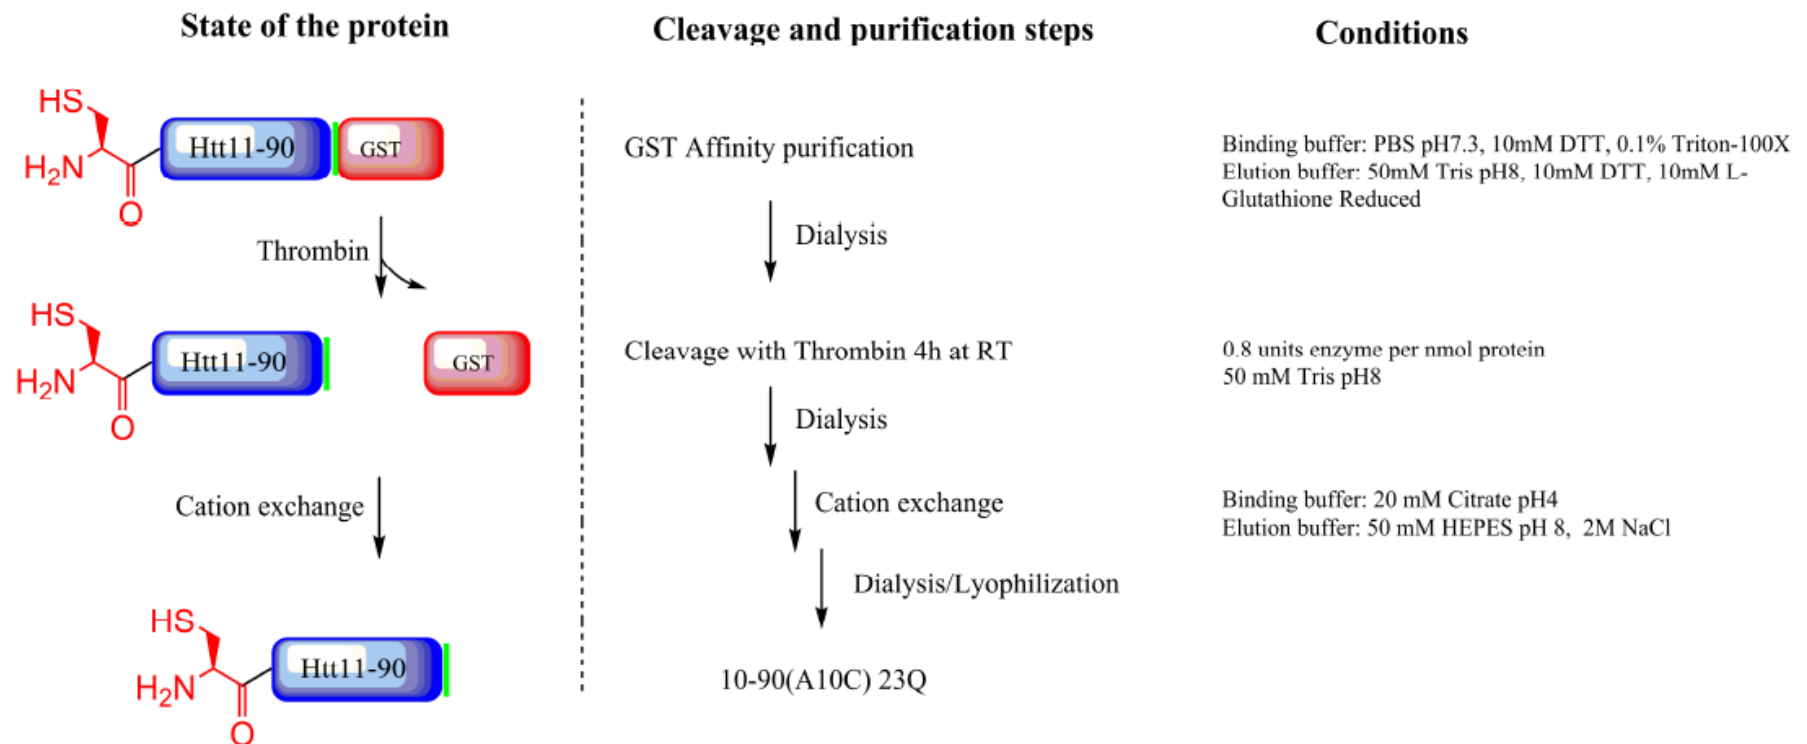 State of the protein
Cleavage and purification steps
Conditions
HS
H₂N
O
Htt11-90
GST
GST Affinity purification
Binding buffer: PBS pH7.3, 10mM DTT, 0.1% Triton-100X
Elution buffer: 50mM Tris pH8, 10mM DTT, 10mM L-
Glutathione Reduced
Thrombin
Dialysis
HS
H₂N
O
Htt11-90
GST
Cleavage with Thrombin 4h at RT
0.8 units enzyme per nmol protein
50 mM Tris pH8
Dialysis
Cation exchange
Cation exchange
Binding buffer: 20 mM Citrate pH4
Elution buffer: 50 mM HEPES pH 8, 2M NaCl
Dialysis/Lyophilization
HS
H₂N
O
Htt11-90
10-90(A10C) 23Q